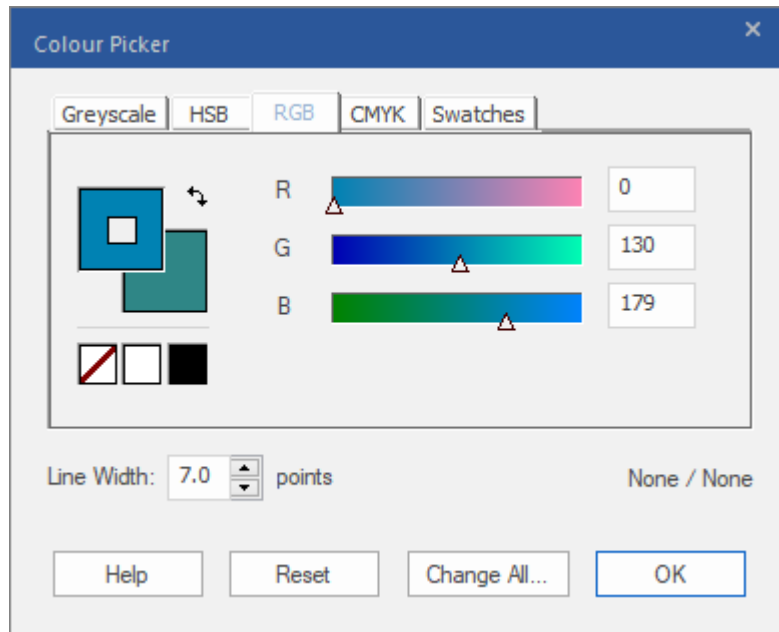 Colour Picker
Greyscale HSB RGB CMYK Swatches
R 0
G 130
B 179
Line Width: 7.0 points None / None
Help Reset Change All... OK